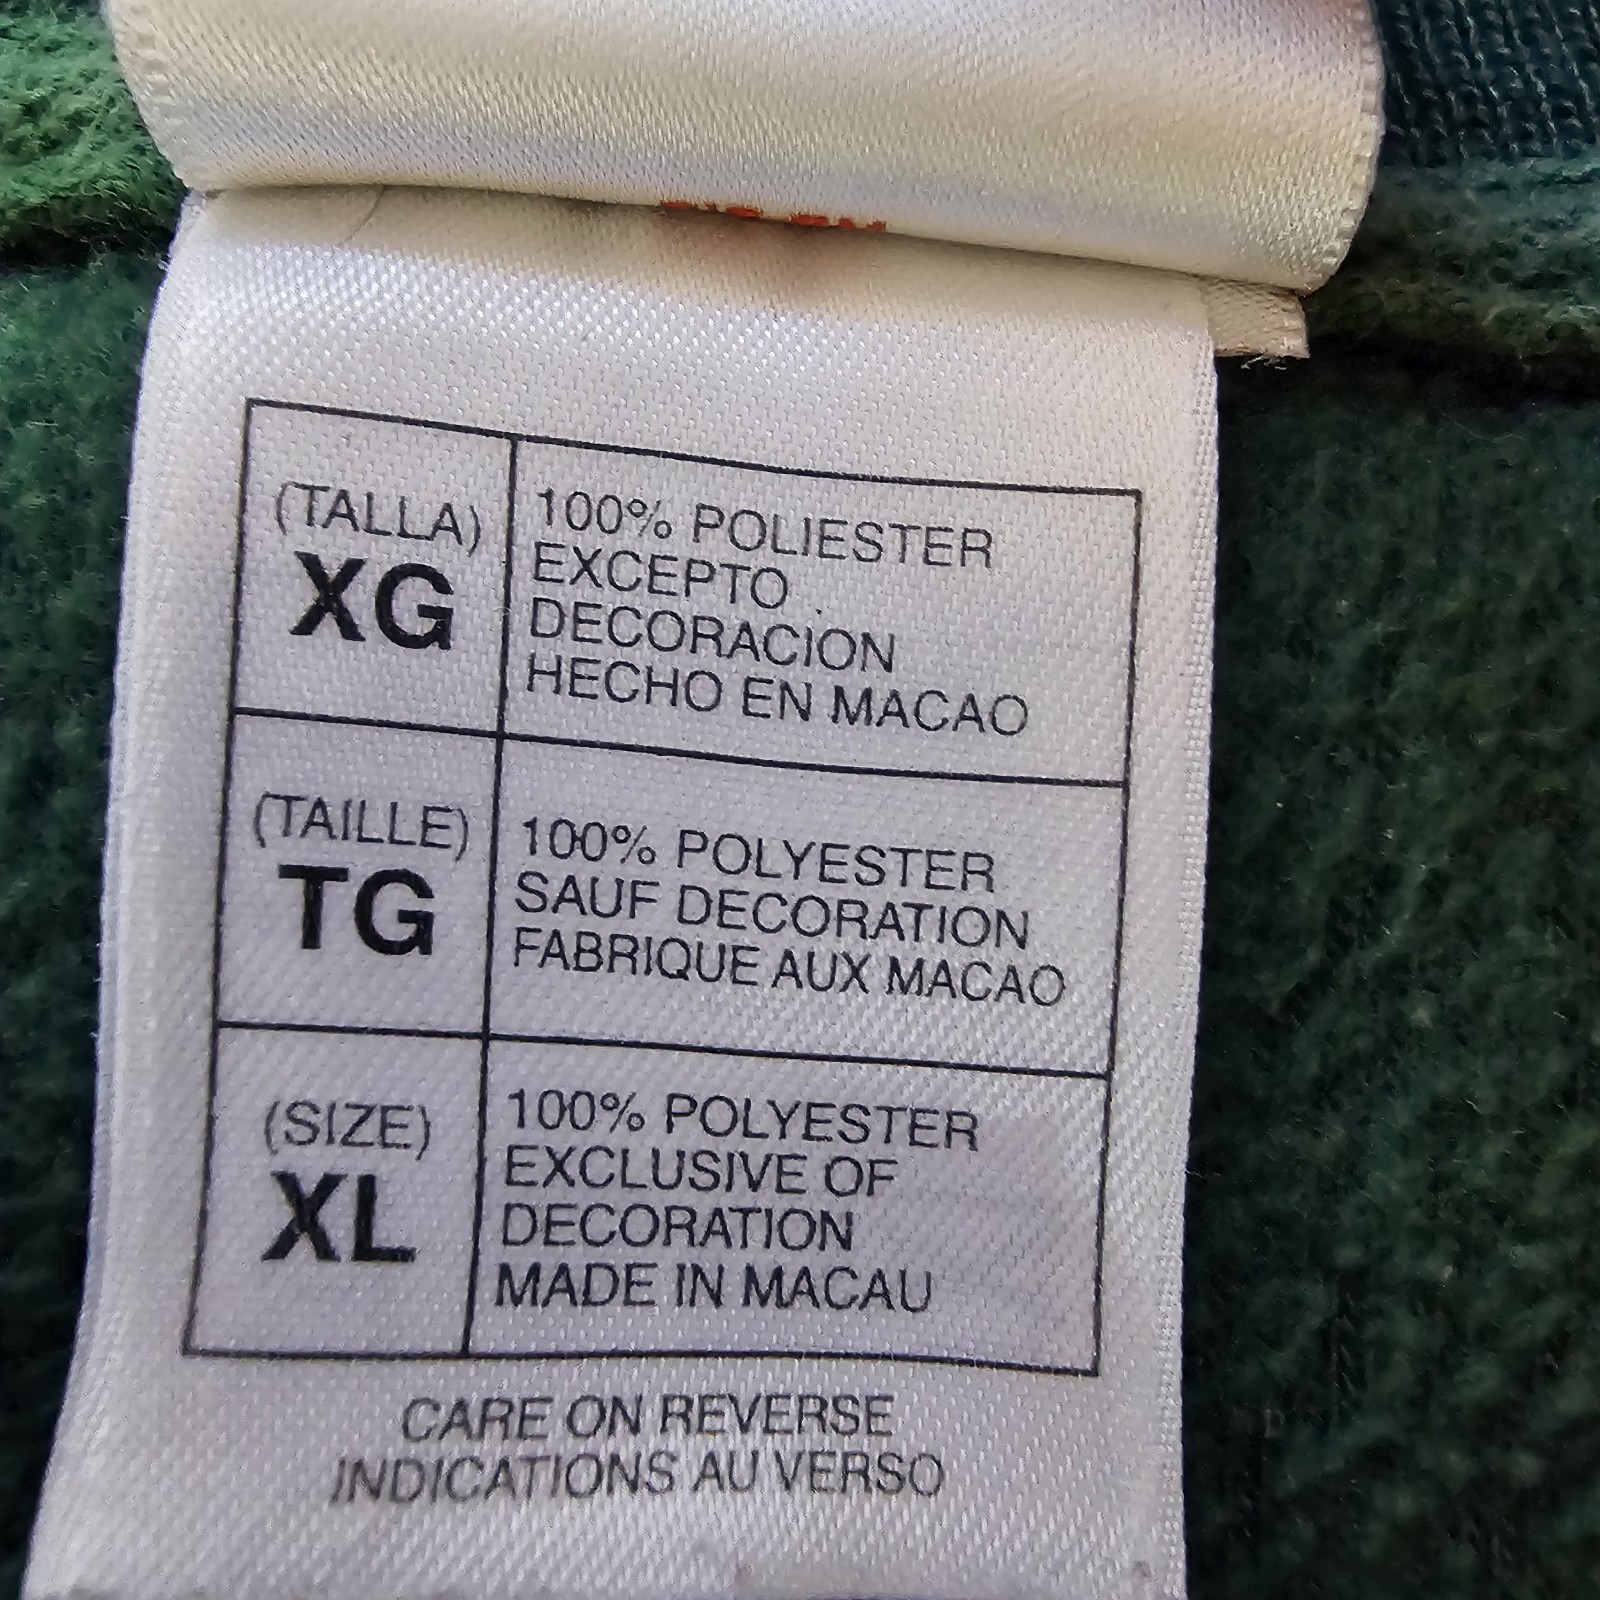 (TALLA)
XG
100% POLIESTER
EXCEPTO
DECORACION
HECHO EN MACAO
(TAILLE)
TG
100% POLYESTER
SAUF DECORATION
FABRIQUE AUX MACAO
(SIZE)
XL
100% POLYESTER
EXCLUSIVE OF
DECORATION
MADE IN MACAU
CARE ON REVERSE
INDICATIONS AU VERSO